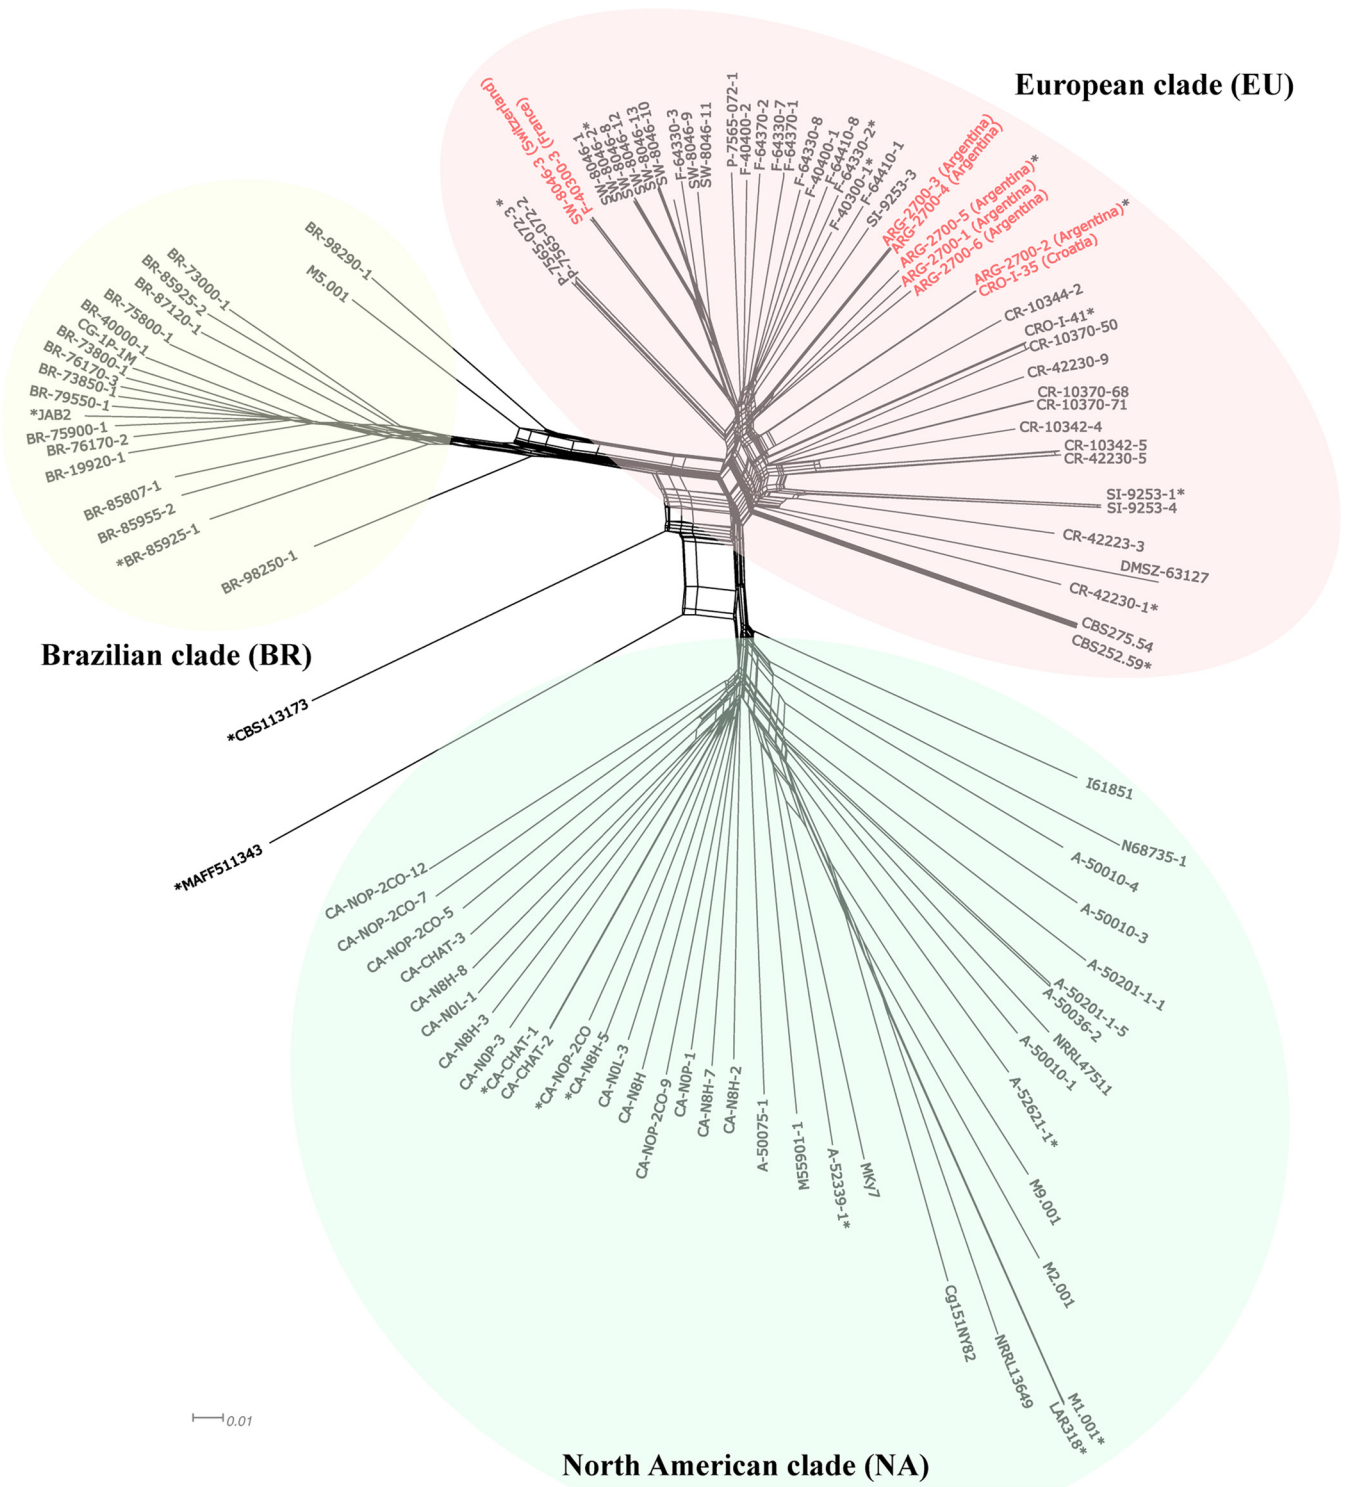 European clade (EU)
SW-8046-3 (Switzerland)
F-40300-3 (France)
SW-8046-1
SW-8046-2*
SW-8046-8
SW-8046-12
SW-8046-13
SW-8046-10
F-64330-3
SW-8046-9
SW-8046-11
P-7565-072-1
F-40400-2
F-64370-2
F-64330-7
F-64370-1
F-64330-8
F-40400-1
F-64410-8
F-64330-2*
F-40300-1*
F-64410-1
SI-9253-3
ARG-2700-3 (Argentina)
ARG-2700-4 (Argentina)
ARG-2700-5 (Argentina)*
ARG-2700-1 (Argentina)
ARG-2700-6 (Argentina)
ARG-2700-2 (Argentina)*
CRO-I-35 (Croatia)
P-7565-072-3*
P-7565-072-2
CR-10344-2
CRO-I-41*
CR-10370-50
CR-42230-9
CR-10370-68
CR-10370-71
CR-10342-4
CR-10342-5
CR-42230-5
SI-9253-1*
SI-9253-4
CR-42223-3
DMSZ-63127
CR-42230-1*
CBS275.54
CBS252.59*
BR-98290-1
M5.001
BR-73000-1
BR-85925-2
BR-87120-1
BR-75800-1
BR-40000-1
CG-1P-1M
BR-73800-1
BR-76170-3
BR-73850-1
BR-79550-1
*JAB2
BR-75900-1
BR-76170-2
BR-19920-1
BR-85807-1
BR-85955-2
*BR-85925-1
BR-98250-1
Brazilian clade (BR)
*CBS113173
*MAFF511343
I61851
N68735-1
A-50010-4
A-50010-3
A-50201-1-1
A-50201-1-5
A-50036-2
NRRL47511
A-50010-1
A-52621-1*
M9.001
M2.001
M1.001*
LAR318*
NRRL13649
Cg151NY82
MKy7
A-52339-1*
M55901-1
A-50075-1
CA-N8H-2
CA-N8H-7
CA-N0P-1
CA-NOP-2CO-9
CA-N8H
CA-N0L-3
*CA-N8H-5
*CA-NOP-2CO
CA-CHAT-2
*CA-CHAT-1
CA-N0P-3
CA-N8H-3
CA-N0L-1
CA-N8H-8
CA-CHAT-3
CA-NOP-2CO-5
CA-NOP-2CO-7
CA-NOP-2CO-12
0.01
North American clade (NA)